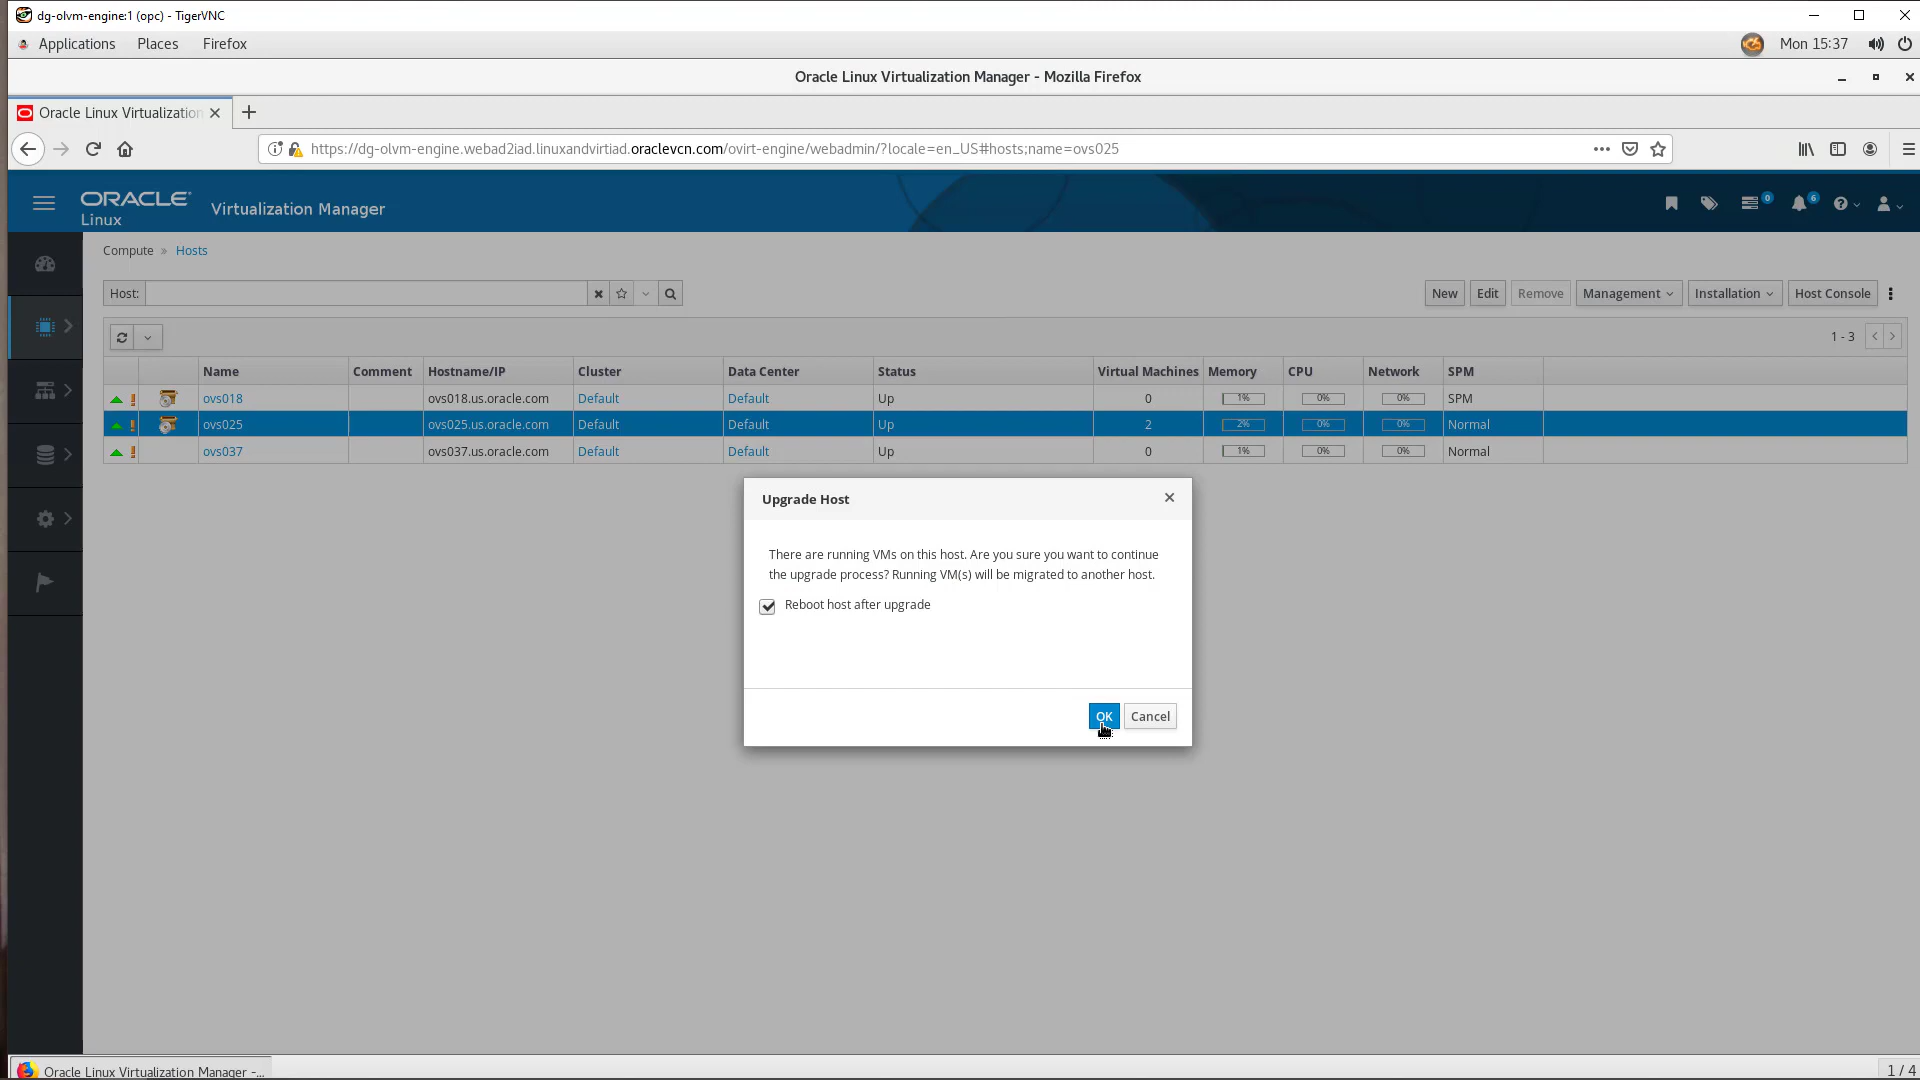 dg-olvm-engine:1 (opc) - TigerVNC
Applications Places Firefox
Mon 15:37
Oracle Linux Virtualization Manager - Mozilla Firefox
Oracle Linux Virtualization
https://dg-olvm-engine.webad2iad.linuxandvirtiad.oraclevcn.com/ovirt-engine/webadmin/?locale=en_US#hosts;name=ovs025
ORACLE
Linux
Virtualization Manager
0
6
Compute » Hosts
Host:
New Edit Remove Management Installation Host Console
1 - 3
Name Comment Hostname/IP Cluster Data Center Status Virtual Machines Memory CPU Network SPM
ovs018 ovs018.us.oracle.com Default Default Up 0 1% 0% 0% SPM
ovs025 ovs025.us.oracle.com Default Default Up 2 2% 0% 0% Normal
ovs037 ovs037.us.oracle.com Default Default Up 0 1% 0% 0% Normal
Upgrade Host
There are running VMs on this host. Are you sure you want to continue
the upgrade process? Running VM(s) will be migrated to another host.
Reboot host after upgrade
OK Cancel
Oracle Linux Virtualization Manager -...
1 / 4